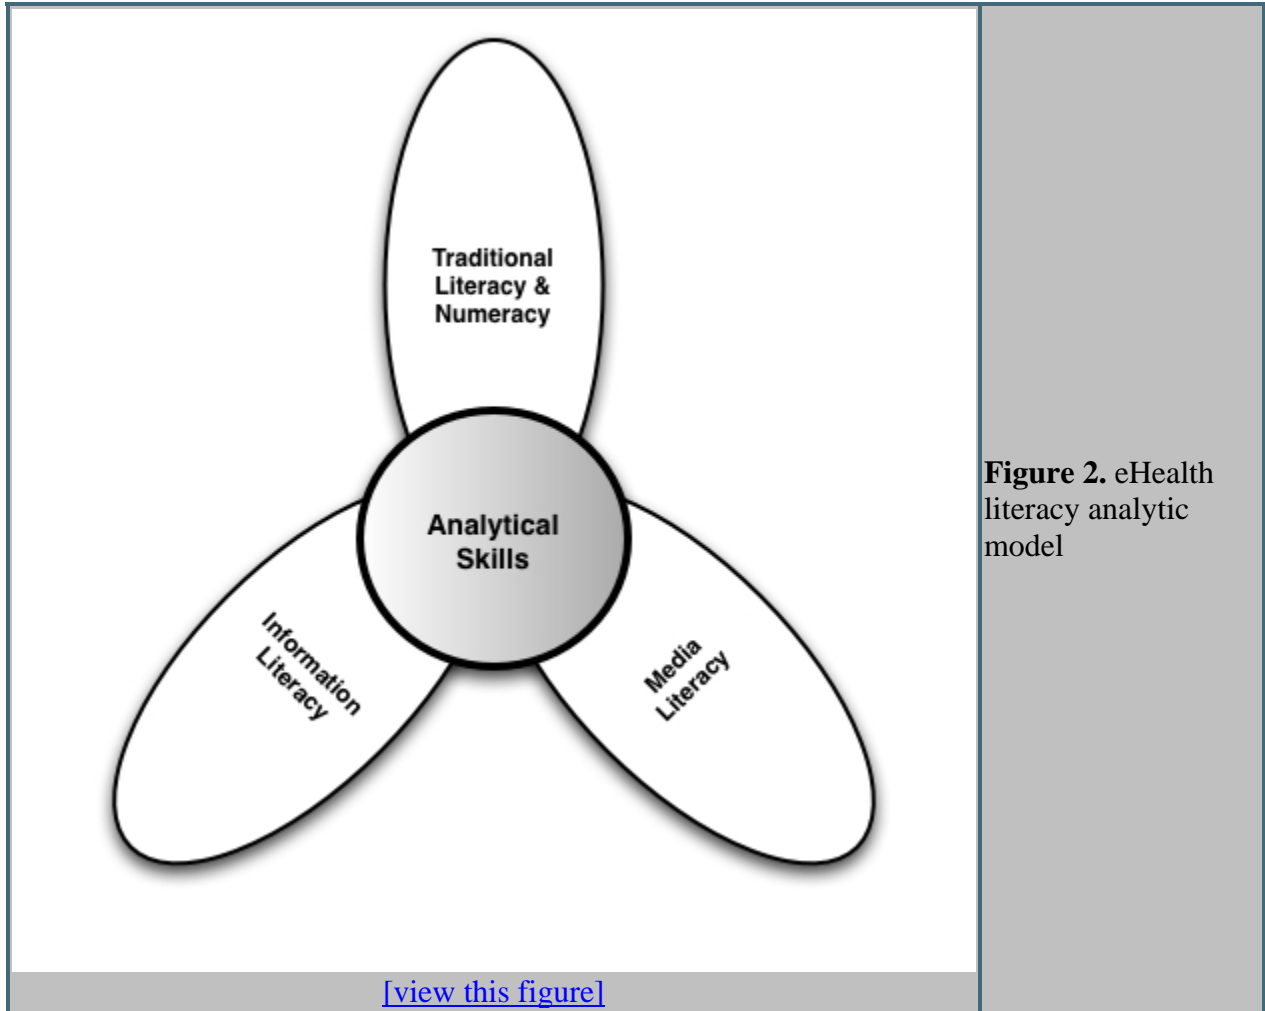 Traditional
Literacy &
Numeracy
Analytical
Skills
Information
Literacy
Media
Literacy
Figure 2. eHealth
literacy analytic
model
[view this figure]